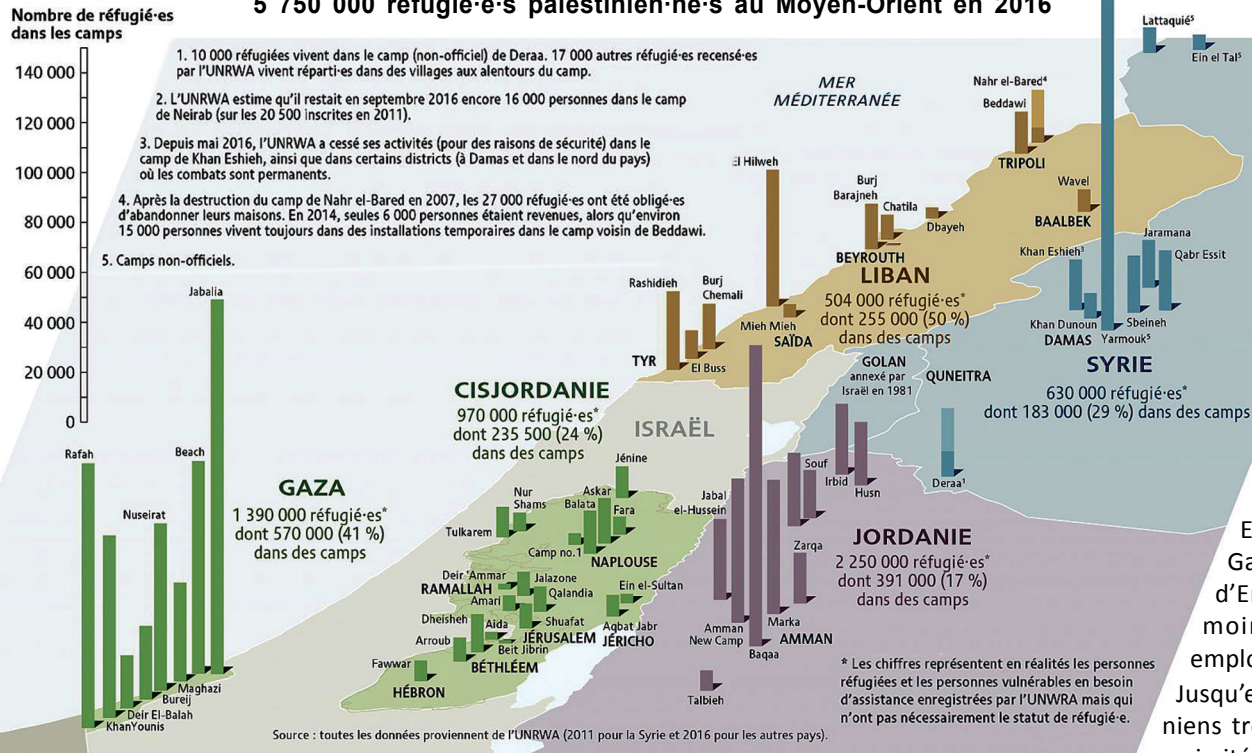 5 750 000 réfugié·e·s palestinien·ne·s au Moyen-Orient en 2016
Nombre de réfugié·es
dans les camps
140 000
120 000
100 000
80 000
60 000
40 000
20 000
0
1. 10 000 réfugiées vivent dans le camp (non-officiel) de Deraa. 17 000 autres réfugié·es recensé·es
par l'UNRWA vivent réparti·es dans des villages aux alentours du camp.
2. L'UNRWA estime qu'il restait en septembre 2016 encore 16 000 personnes dans le camp
de Neirab (sur les 20 500 inscrites en 2011).
3. Depuis mai 2016, l'UNRWA a cessé ses activités (pour des raisons de sécurité) dans le
camp de Khan Eshieh, ainsi que dans certains districts (à Damas et dans le nord du pays)
où les combats sont permanents.
4. Après la destruction du camp de Nahr el-Bared en 2007, les 27 000 réfugié·es ont été obligé·es
d'abandonner leurs maisons. En 2014, seules 6 000 personnes étaient revenues, alors qu'environ
15 000 personnes vivent toujours dans des installations temporaires dans le camp voisin de Beddawi.
5. Camps non-officiels.
MER
MÉDITERRANÉE
Lattaquié⁵
Ein el Tal⁵
Nahr el-Bared⁴
Beddawi
TRIPOLI
Wavel
BAALBEK
El Hilweh
Burj
Barajneh
Chatila
Dbayeh
BEYROUTH
LIBAN
504 000 réfugié·es*
dont 255 000 (50 %)
dans des camps
Rashidieh
Burj
Chemali
Mieh Mieh
SAÏDA
TYR
El Buss
Khan Eshieh³
Jaramana
Qabr Essit
Khan Dunoun
Sbeineh
DAMAS
Yarmouk⁵
SYRIE
630 000 réfugié·es*
dont 183 000 (29 %) dans des camps
GOLAN
annexé par
Israël en 1981
QUNEITRA
Deraa¹
ISRAËL
CISJORDANIE
970 000 réfugié·es*
dont 235 500 (24 %)
dans des camps
Jénine
Nur
Shams
Tulkarem
Askar
Balata
Fara
Camp no.1
NAPLOUSE
Deir 'Ammar
RAMALLAH
Jalazone
Amari
Qalandia
Ein el-Sultan
Dheisheh
Aida
Shuafat
JÉRUSALEM
Aqbat Jabr
JÉRICHO
Arroub
Beit Jibrin
BÉTHLÉEM
Fawwar
HÉBRON
GAZA
1 390 000 réfugié·es*
dont 570 000 (41 %)
dans des camps
Rafah
Jabalia
Beach
Nuseirat
Maghazi
Bureij
Deir El-Balah
KhanYounis
Jabal
el-Hussein
Souf
Irbid
Husn
JORDANIE
2 250 000 réfugié·es*
dont 391 000 (17 %)
dans des camps
Zarqa
Amman
New Camp
Marka
AMMAN
Baqaa
Talbieh
* Les chiffres représentent en réalités les personnes
réfugiées et les personnes vulnérables en besoin
d'assistance enregistrées par l'UNWRA mais qui
n'ont pas nécessairement le statut de réfugié·e.
Source : toutes les données proviennent de l'UNRWA (2011 pour la Syrie et 2016 pour les autres pays).
E
Ga
d'E
moin
emplo
Jusqu'e
niens tr